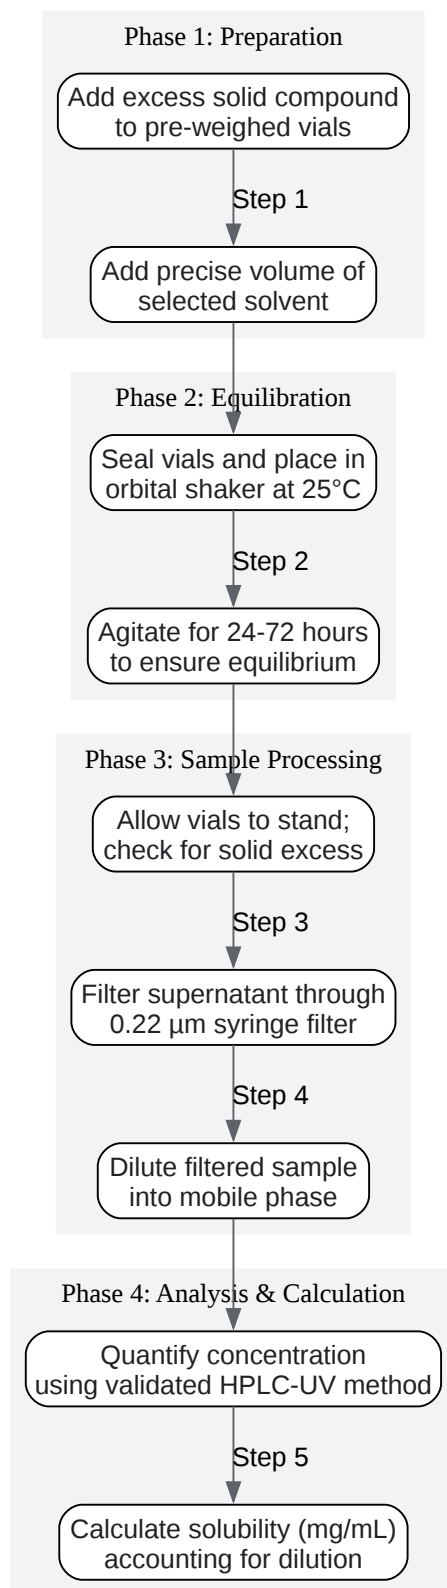 Phase 1: Preparation
Add excess solid compound
to pre-weighed vials
Step 1
Add precise volume of
selected solvent
Phase 2: Equilibration
Seal vials and place in
orbital shaker at 25°C
Step 2
Agitate for 24-72 hours
to ensure equilibrium
Phase 3: Sample Processing
Allow vials to stand;
check for solid excess
Step 3
Filter supernatant through
0.22 µm syringe filter
Step 4
Dilute filtered sample
into mobile phase
Phase 4: Analysis & Calculation
Quantify concentration
using validated HPLC-UV method
Step 5
Calculate solubility (mg/mL)
accounting for dilution